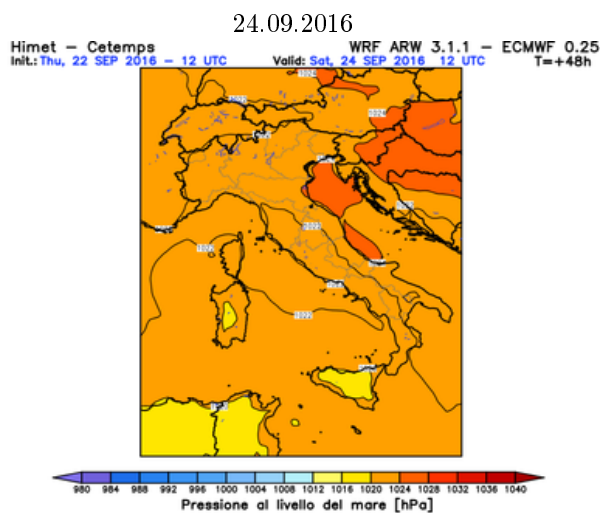 24.09.2016
Himet - Cetemps WRF ARW 3.1.1 - ECMWF 0.25
Init.: Thu, 22 SEP 2016 - 12 UTC Valid: Sat, 24 SEP 2016 12 UTC T=+48h
1024
1022
1023
1022
980 984 988 992 996 1000 1004 1008 1012 1016 1020 1024 1028 1032 1036 1040
Pressione al livello del mare [hPa]